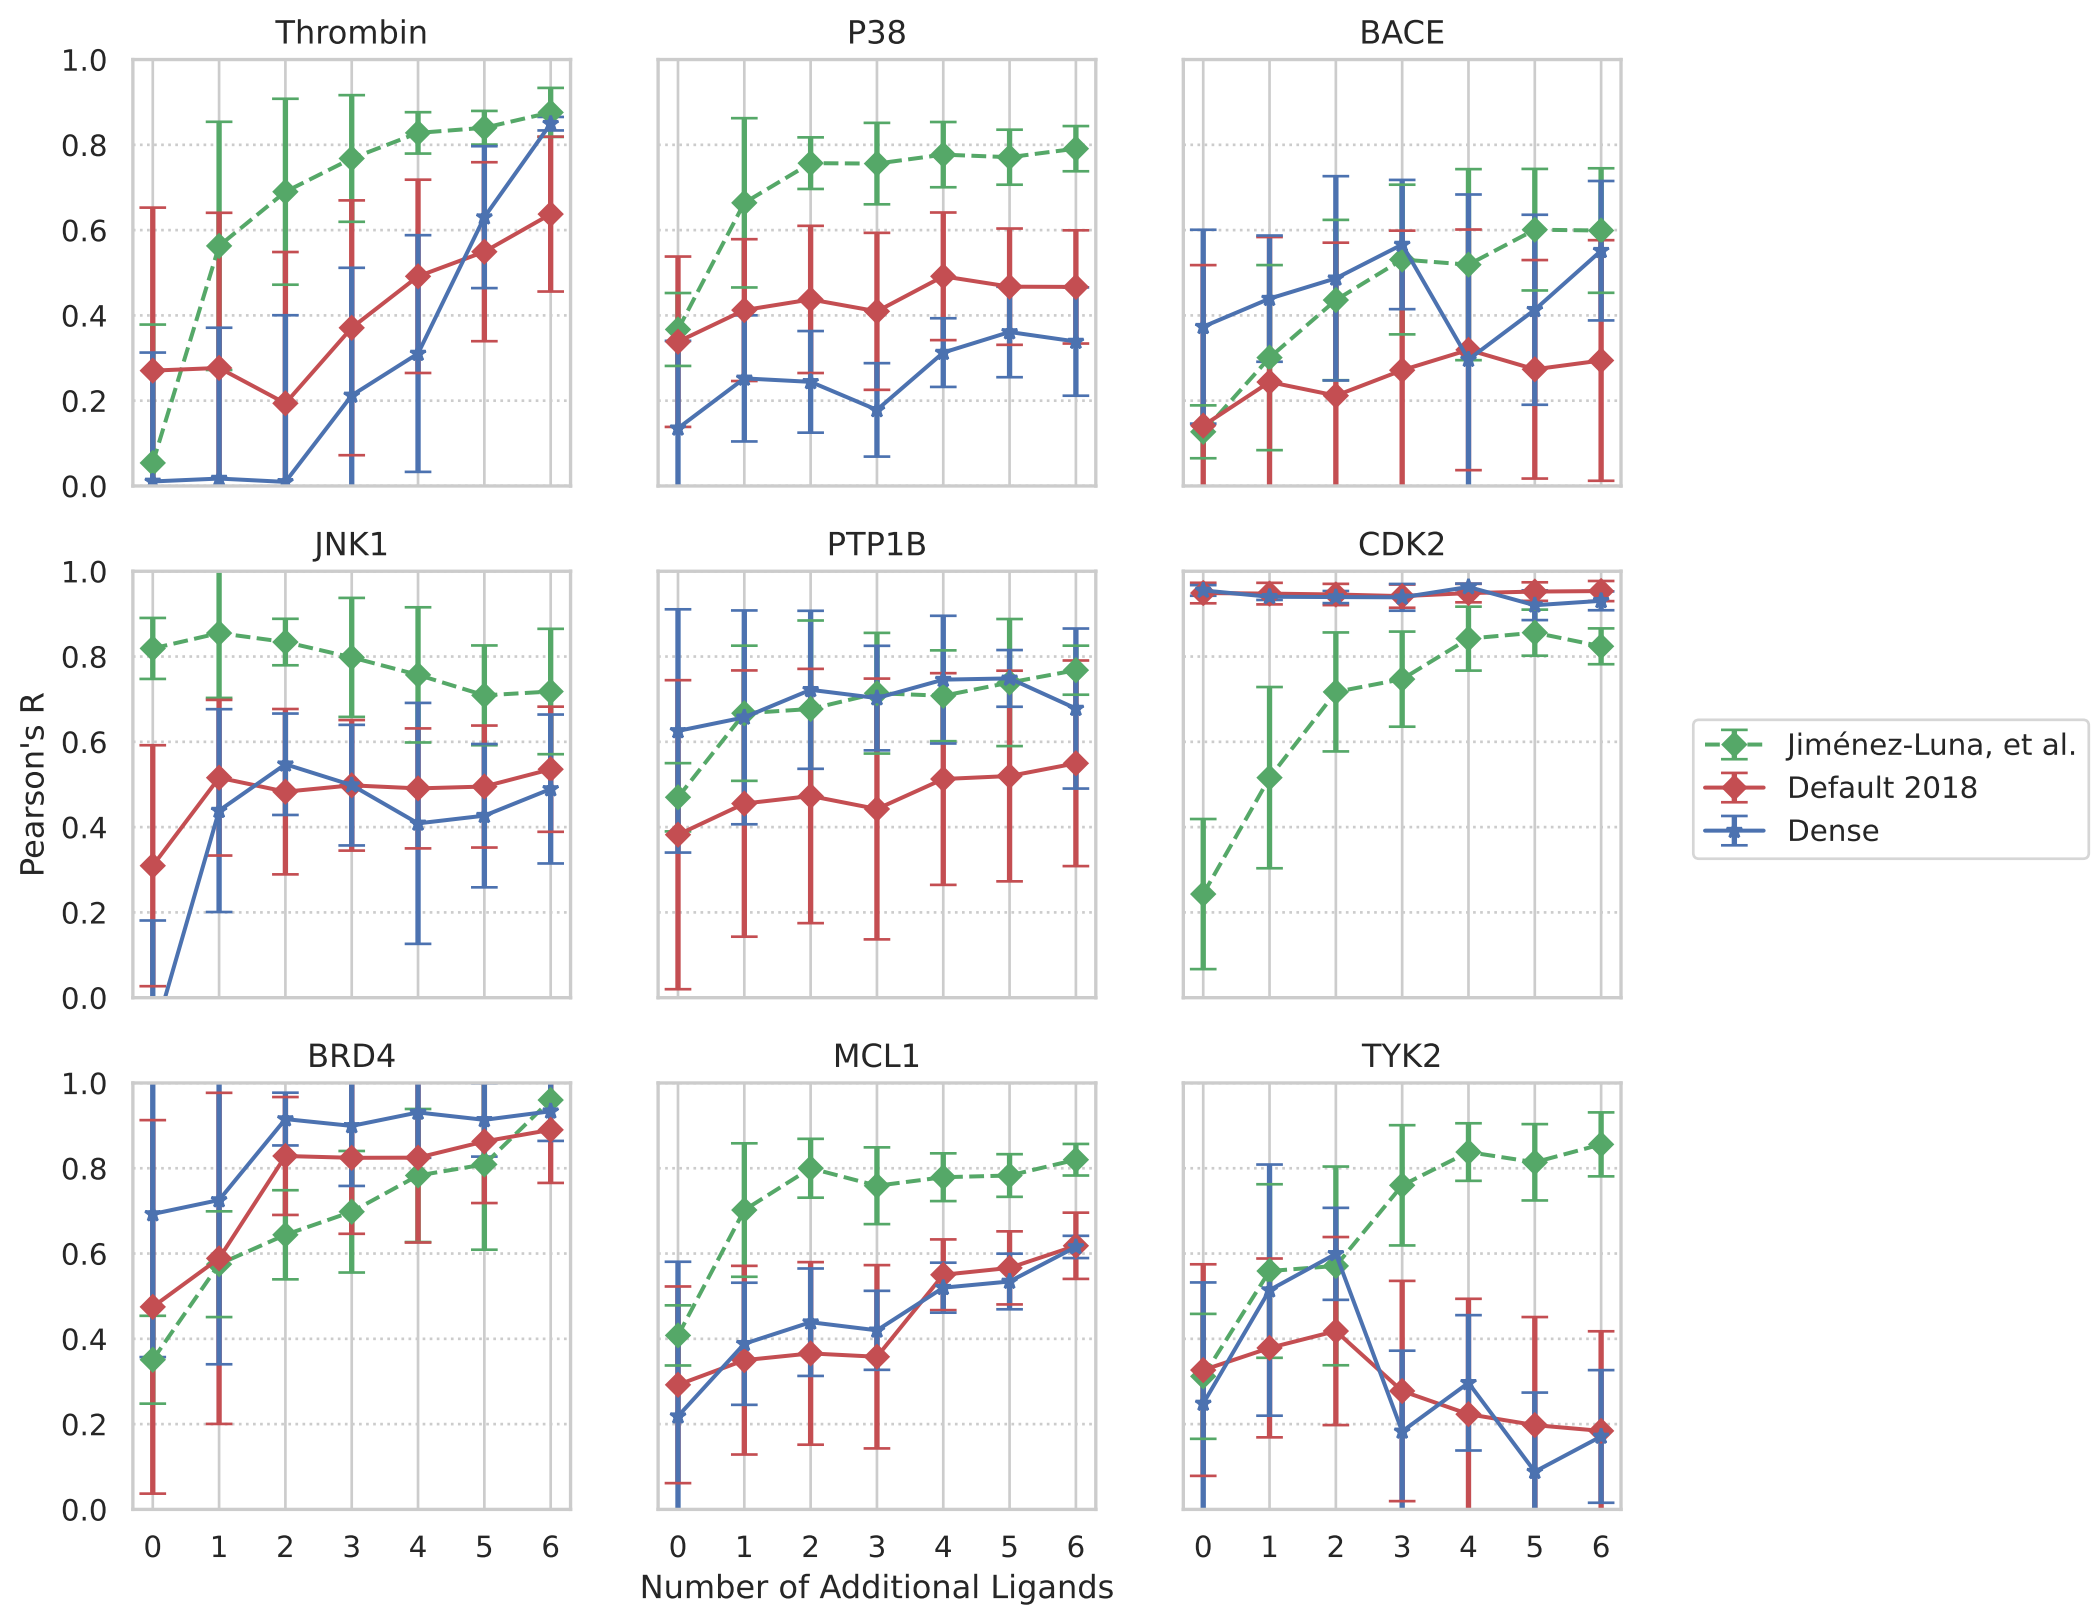 Thrombin P38 BACE
1.0
0.8
0.6
0.4
0.2
0.0
JNK1 PTP1B CDK2
1.0
0.8
0.6
0.4
0.2
0.0
Pearson's R
Jiménez-Luna, et al.
Default 2018
Dense
BRD4 MCL1 TYK2
1.0
0.8
0.6
0.4
0.2
0.0
0 1 2 3 4 5 6 0 1 2 3 4 5 6 0 1 2 3 4 5 6
Number of Additional Ligands